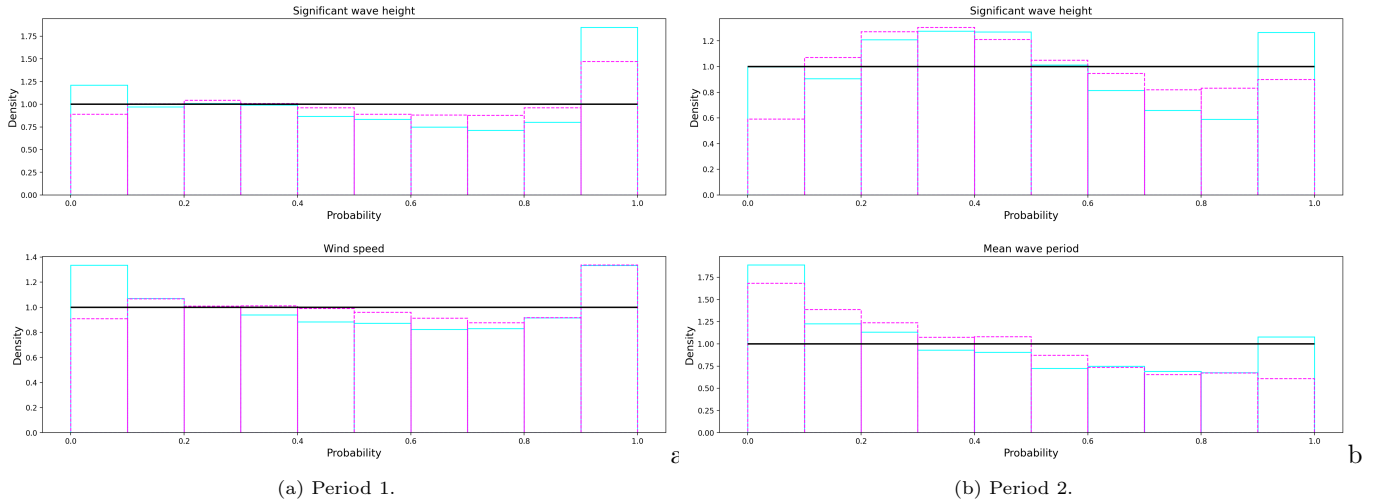 Significant wave height
Density
1.75
1.50
1.25
1.00
0.75
0.50
0.25
0.00
0.0 0.2 0.4 0.6 0.8 1.0
Probability
Wind speed
Density
1.4
1.2
1.0
0.8
0.6
0.4
0.2
0.0
0.0 0.2 0.4 0.6 0.8 1.0
Probability
a
(a) Period 1.
Significant wave height
Density
1.2
1.0
0.8
0.6
0.4
0.2
0.0
0.0 0.2 0.4 0.6 0.8 1.0
Probability
Mean wave period
Density
1.75
1.50
1.25
1.00
0.75
0.50
0.25
0.00
0.0 0.2 0.4 0.6 0.8 1.0
Probability
b
(b) Period 2.